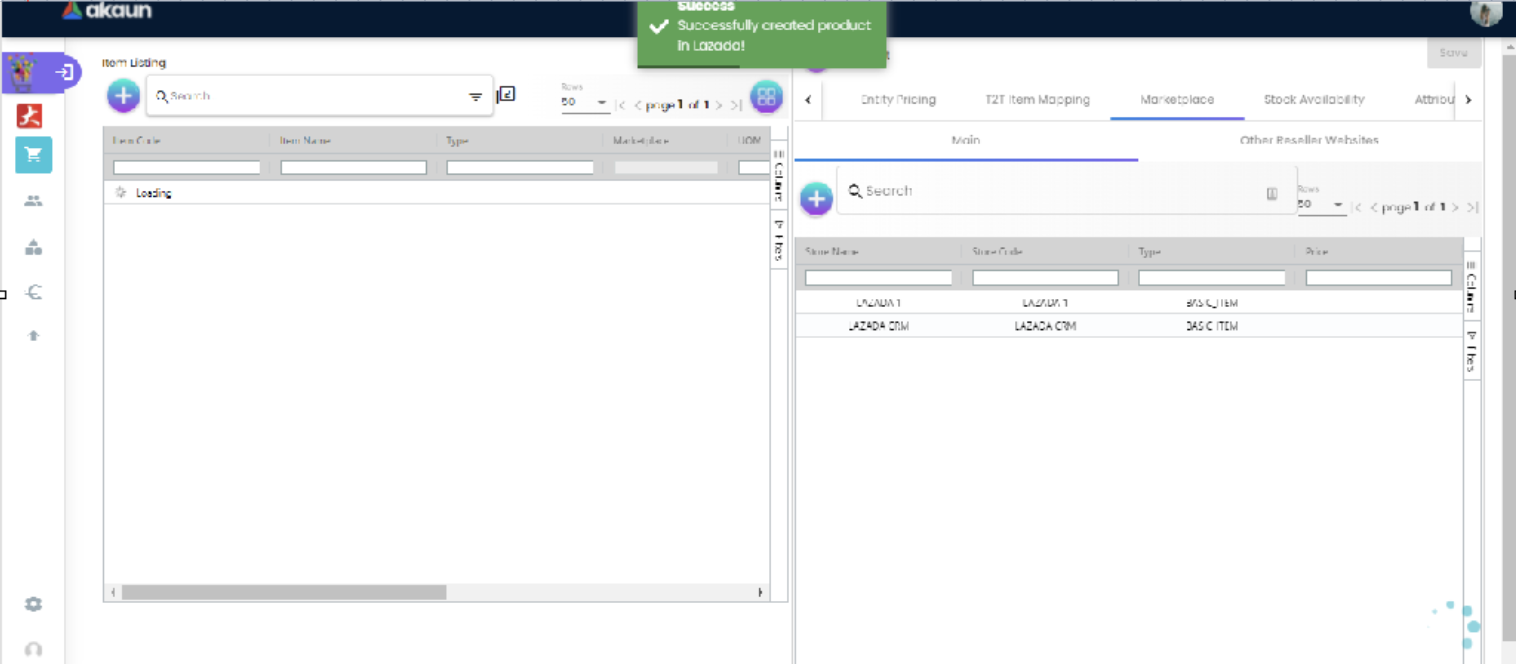 akaun
Success
Successfully created product
in Lazada!
Save
Item Listing
Search
Rows
50
page 1 of 1
Entity Pricing
T2T Item Mapping
Marketplace
Stock Availability
Attribu
Main
Other Reseller Websites
Item Code
Item Name
Type
Marketplace
UOM
Loading
Columns
Filters
Search
Rows
50
page 1 of 1
Store Name
Store Code
Type
Price
LAZADA 1
LAZADA 1
BASIC_ITEM
LAZADA CRM
LAZADA CRM
BASIC_ITEM
Columns
Filters